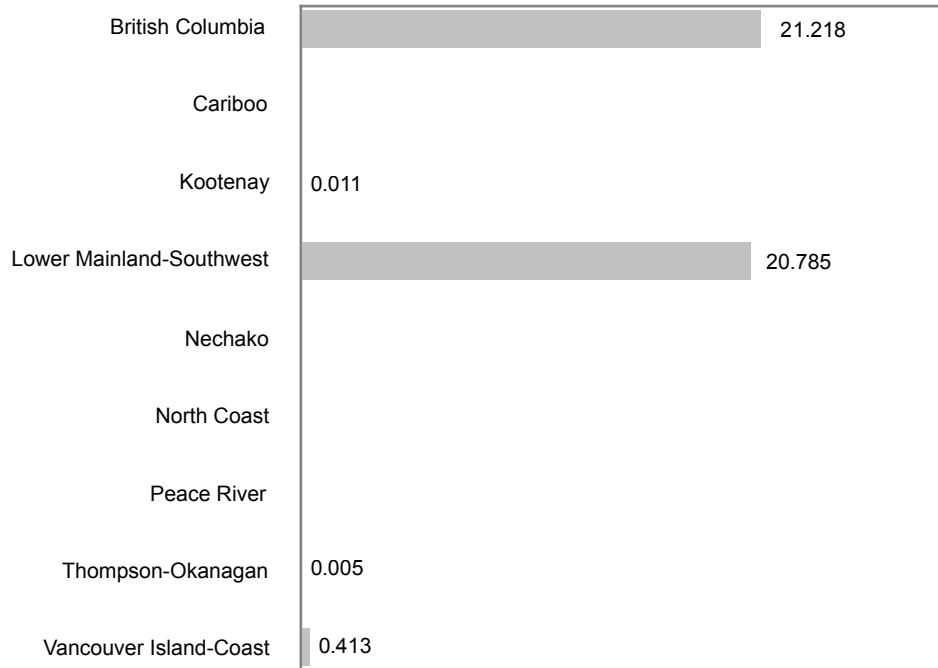 British Columbia 21.218
Cariboo
Kootenay 0.011
Lower Mainland-Southwest 20.785
Nechako
North Coast
Peace River
Thompson-Okanagan 0.005
Vancouver Island-Coast 0.413